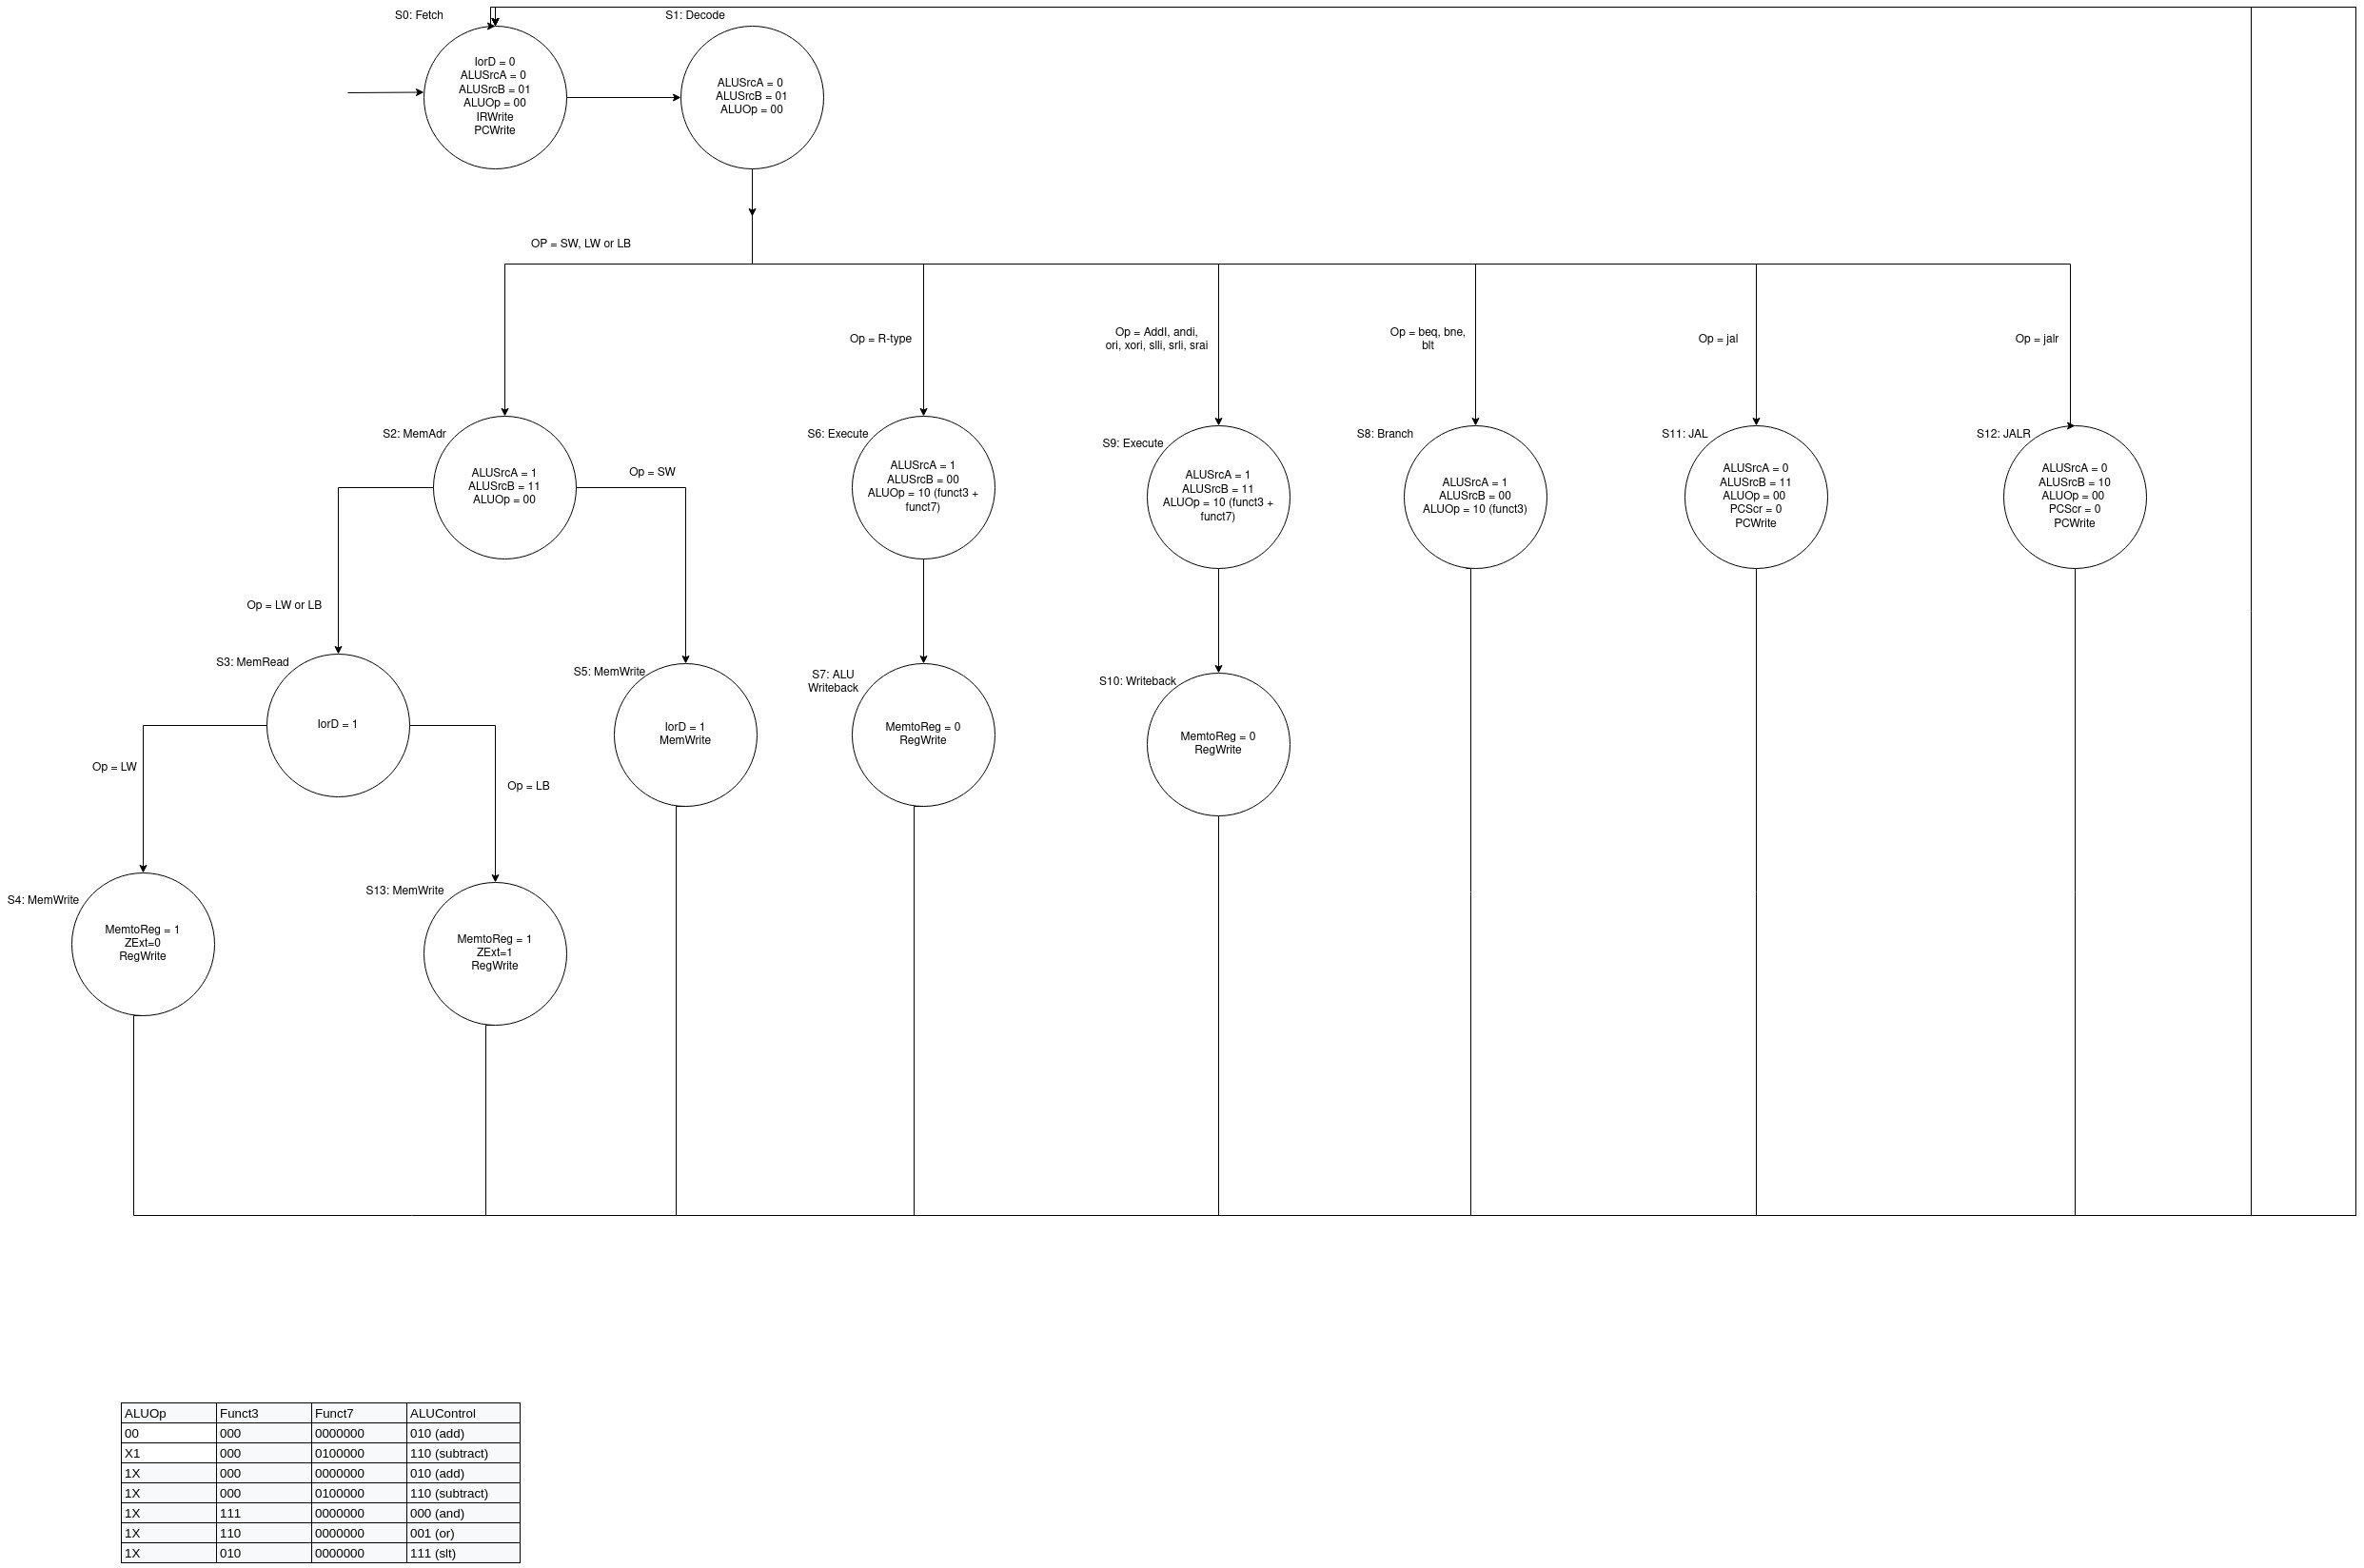 S0: Fetch
S1: Decode
IorD = 0
ALUSrcA = 0
ALUSrcB = 01
ALUOp = 00
IRWrite
PCWrite
ALUSrcA = 0
ALUSrcB = 01
ALUOp = 00
OP = SW, LW or LB
Op = R-type
Op = AddI, andi,
ori, xori, slli, srli, srai
Op = beq, bne,
blt
Op = jal
Op = jalr
S2: MemAdr
ALUSrcA = 1
ALUSrcB = 11
ALUOp = 00
Op = SW
S6: Execute
ALUSrcA = 1
ALUSrcB = 00
ALUOp = 10 (funct3 +
funct7)
S9: Execute
ALUSrcA = 1
ALUSrcB = 11
ALUOp = 10 (funct3 +
funct7)
S8: Branch
ALUSrcA = 1
ALUSrcB = 00
ALUOp = 10 (funct3)
S11: JAL
ALUSrcA = 0
ALUSrcB = 11
ALUOp = 00
PCScr = 0
PCWrite
S12: JALR
ALUSrcA = 0
ALUSrcB = 10
ALUOp = 00
PCScr = 0
PCWrite
Op = LW or LB
S3: MemRead
IorD = 1
S5: MemWrite
IorD = 1
MemWrite
S7: ALU
Writeback
MemtoReg = 0
RegWrite
S10: Writeback
MemtoReg = 0
RegWrite
Op = LW
Op = LB
S4: MemWrite
MemtoReg = 1
ZExt=0
RegWrite
S13: MemWrite
MemtoReg = 1
ZExt=1
RegWrite
ALUOp Funct3 Funct7 ALUControl
00 000 0000000 010 (add)
X1 000 0100000 110 (subtract)
1X 000 0000000 010 (add)
1X 000 0100000 110 (subtract)
1X 111 0000000 000 (and)
1X 110 0000000 001 (or)
1X 010 0000000 111 (slt)